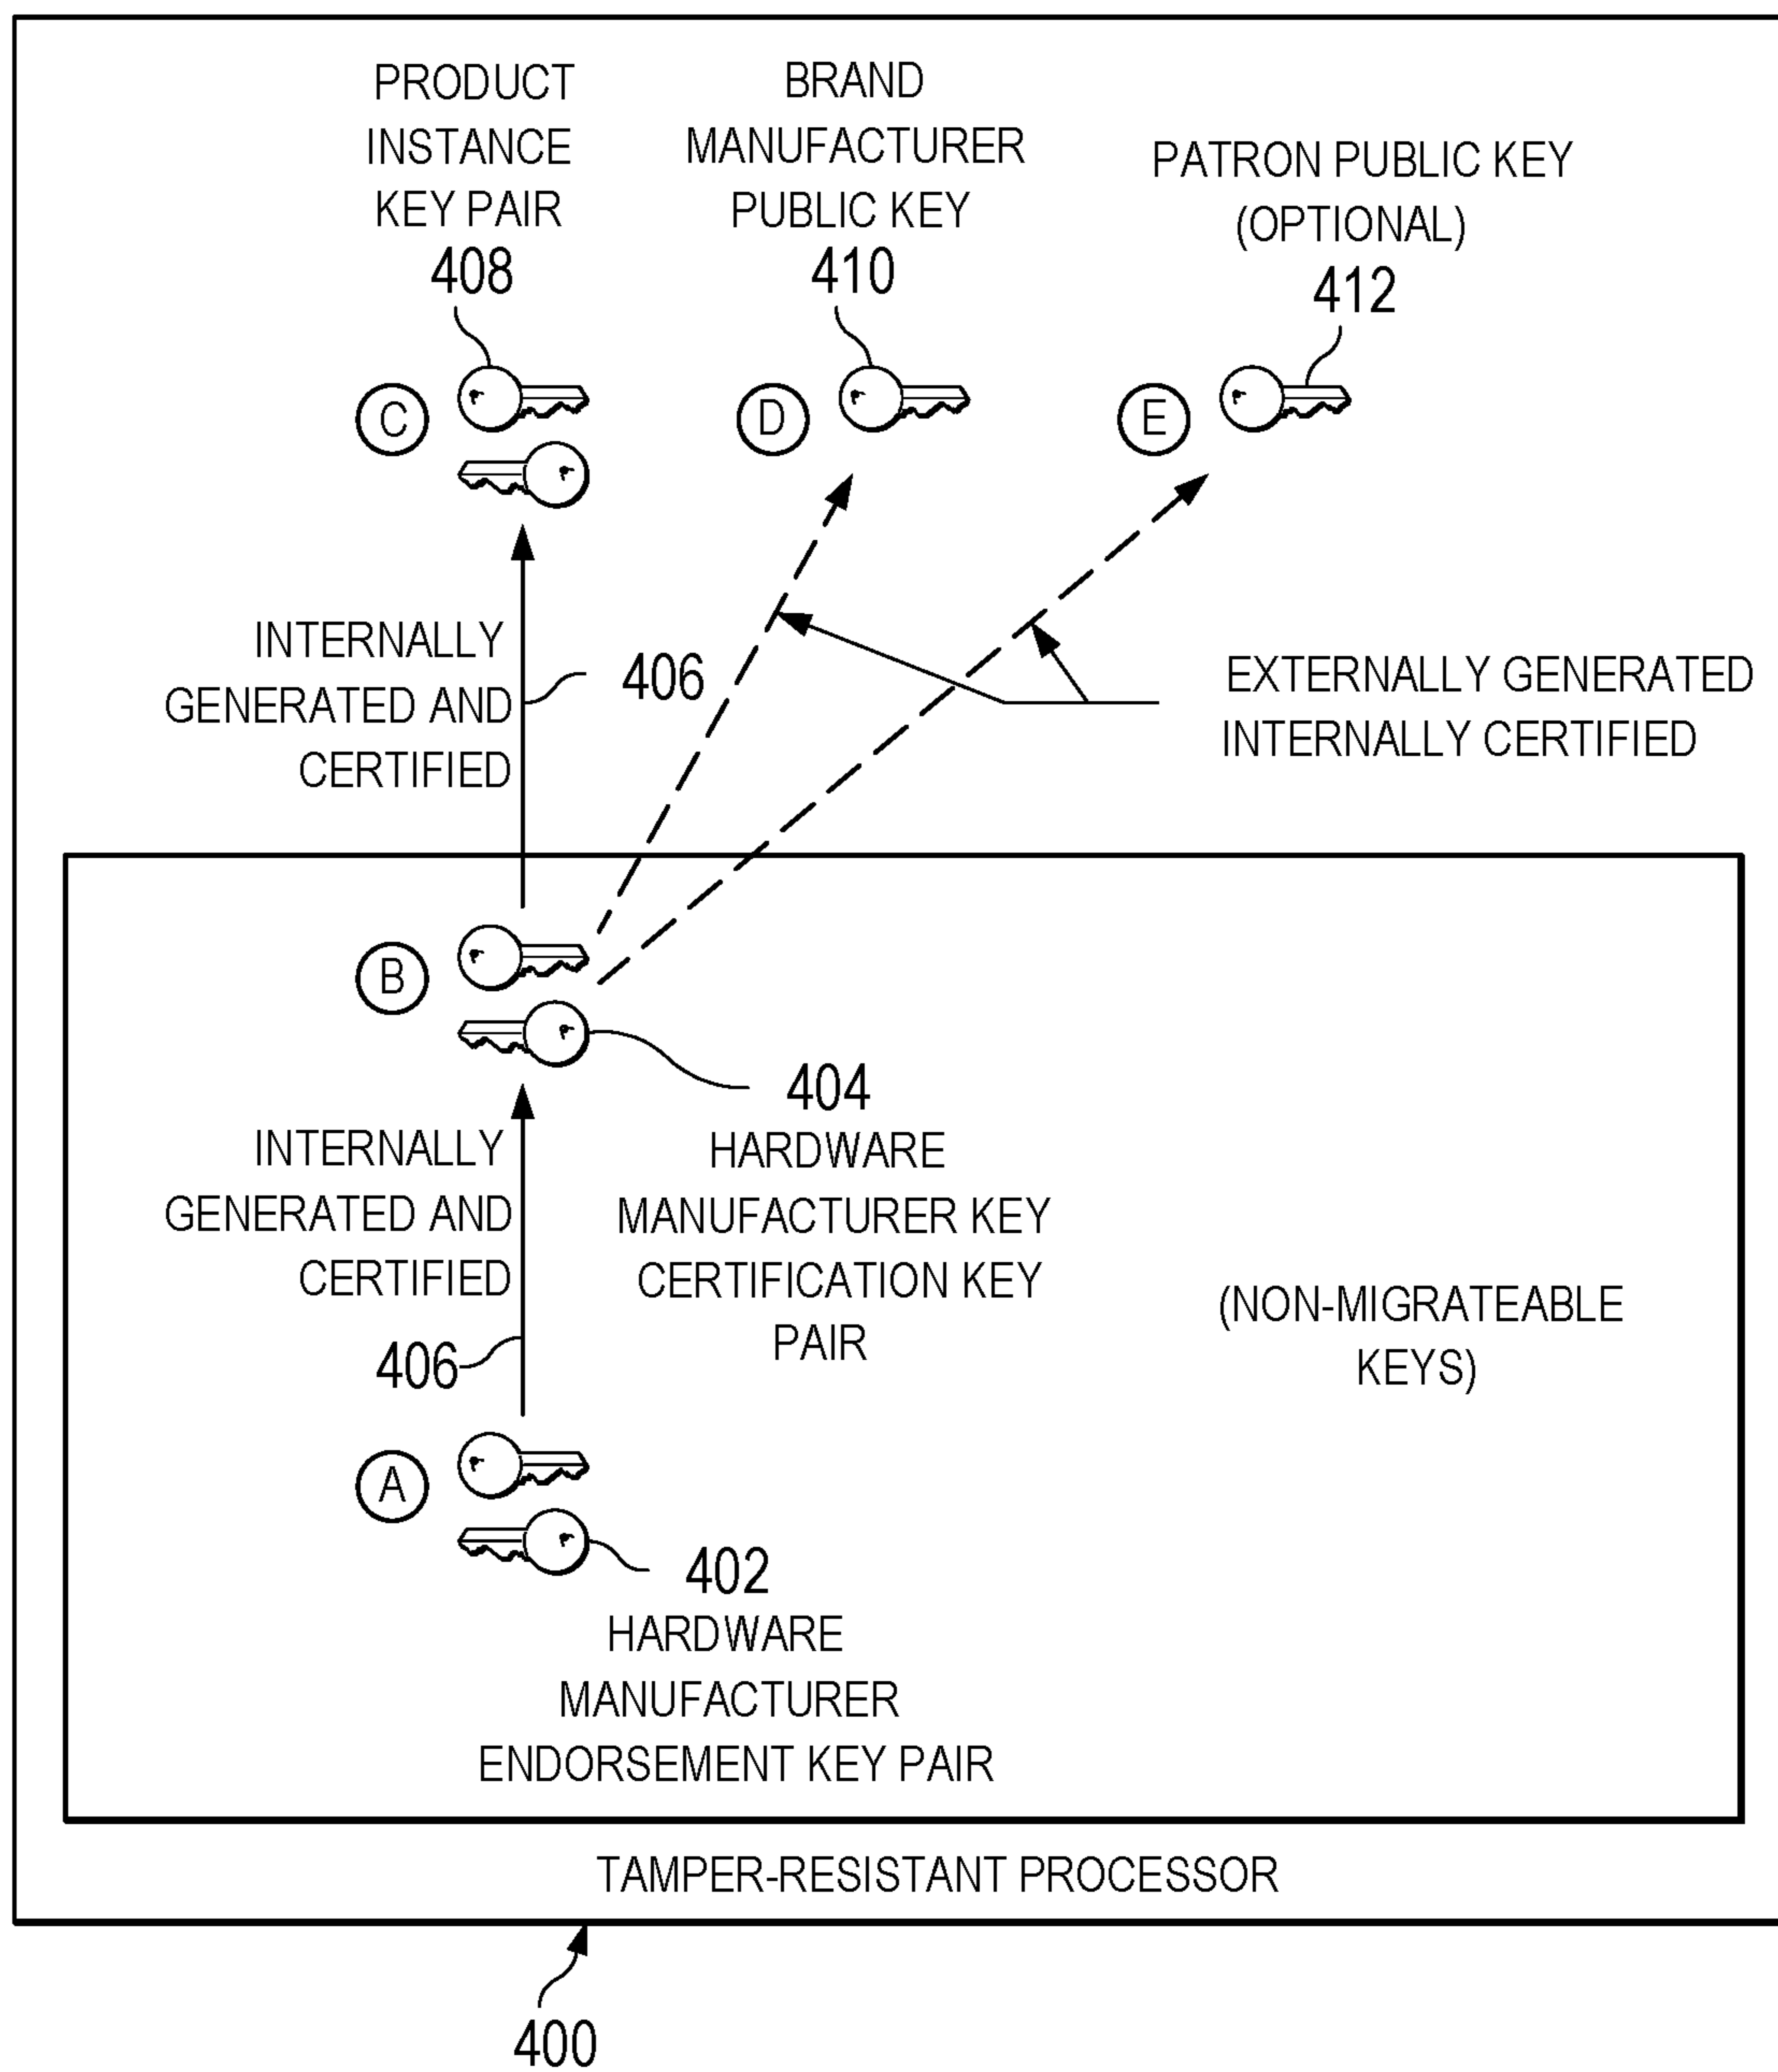 PRODUCT
INSTANCE
KEY PAIR
408
BRAND
MANUFACTURER
PUBLIC KEY
410
PATRON PUBLIC KEY
(OPTIONAL)
412
C
D
E
INTERNALLY
GENERATED AND
CERTIFIED
406
EXTERNALLY GENERATED
INTERNALLY CERTIFIED
B
404
HARDWARE
MANUFACTURER KEY
CERTIFICATION KEY
PAIR
INTERNALLY
GENERATED AND
CERTIFIED
406
(NON-MIGRATEABLE
KEYS)
A
402
HARDWARE
MANUFACTURER
ENDORSEMENT KEY PAIR
TAMPER-RESISTANT PROCESSOR
400